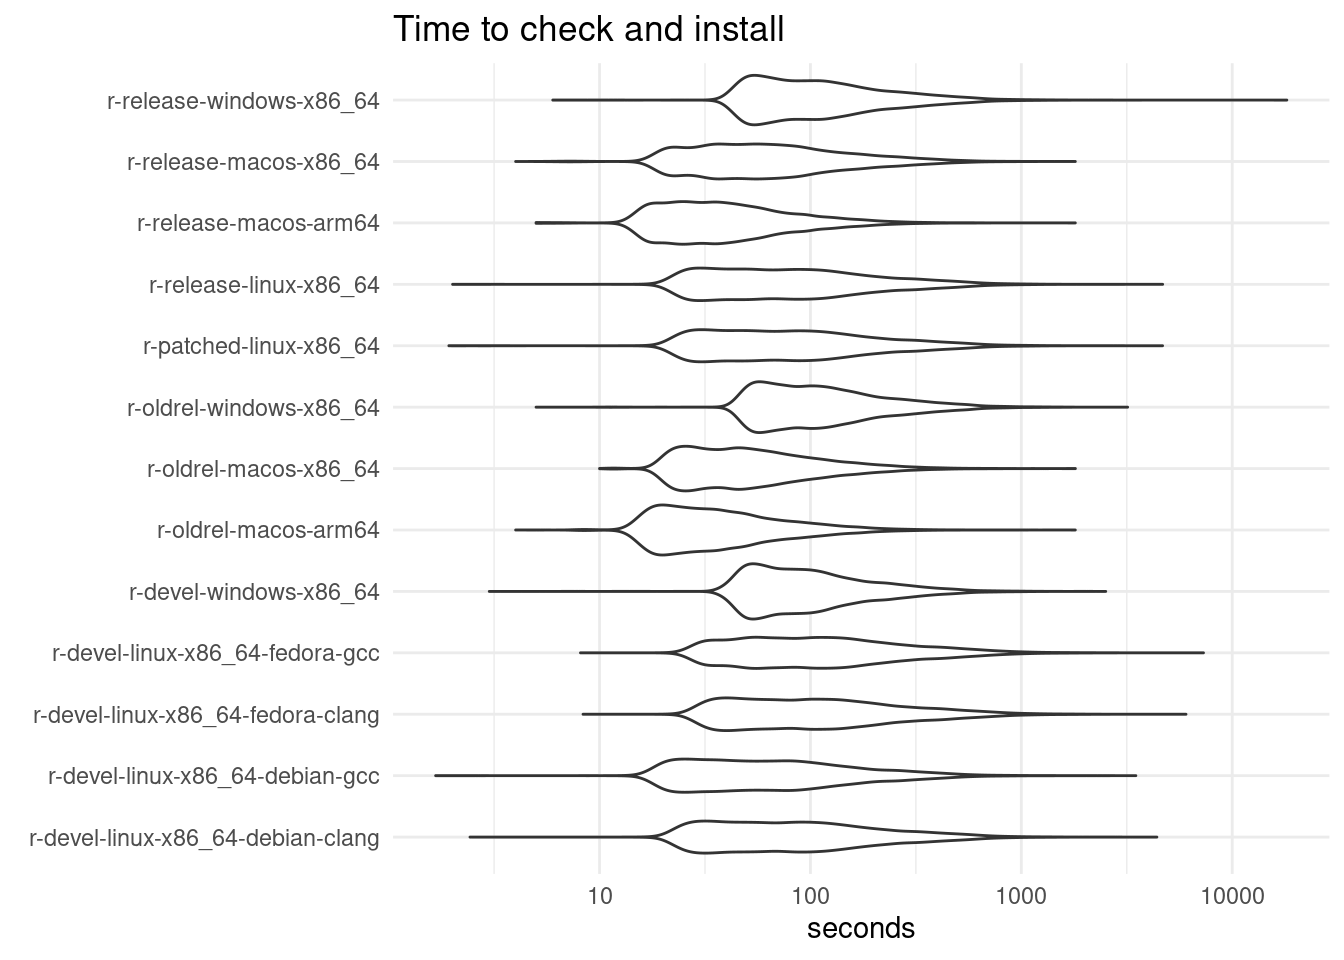 Time to check and install
r-release-windows-x86_64
r-release-macos-x86_64
r-release-macos-arm64
r-release-linux-x86_64
r-patched-linux-x86_64
r-oldrel-windows-x86_64
r-oldrel-macos-x86_64
r-oldrel-macos-arm64
r-devel-windows-x86_64
r-devel-linux-x86_64-fedora-gcc
r-devel-linux-x86_64-fedora-clang
r-devel-linux-x86_64-debian-gcc
r-devel-linux-x86_64-debian-clang
10 100 1000 10000
seconds